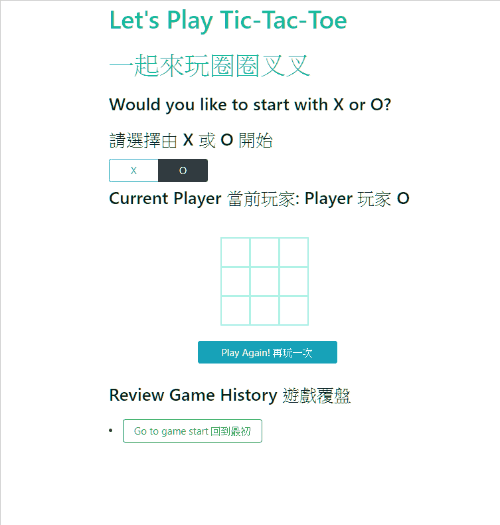 Let's Play Tic-Tac-Toe
一起來玩圈圈叉叉
Would you like to start with X or O?
請選擇由 X 或 O 開始
X O
Current Player 當前玩家: Player 玩家 O
Play Again! 再玩一次
Review Game History 遊戲覆盤
Go to game start 回到最初